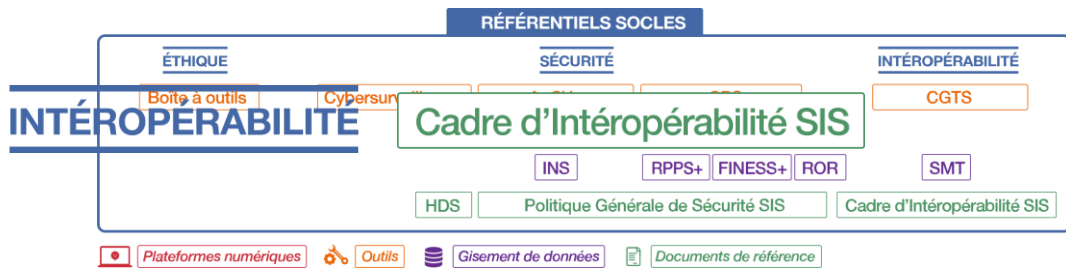 RÉFÉRENTIELS SOCLES
ÉTHIQUE SÉCURITÉ INTÉROPÉRABILITÉ
Boîte à outils CGTS
INTÉROPÉRABILITÉ Cadre d'Intéropérabilité SIS
INS RPPS+ FINESS+ ROR SMT
HDS Politique Générale de Sécurité SIS Cadre d'Intéropérabilité SIS
Plateformes numériques Outils Gisement de données Documents de référence